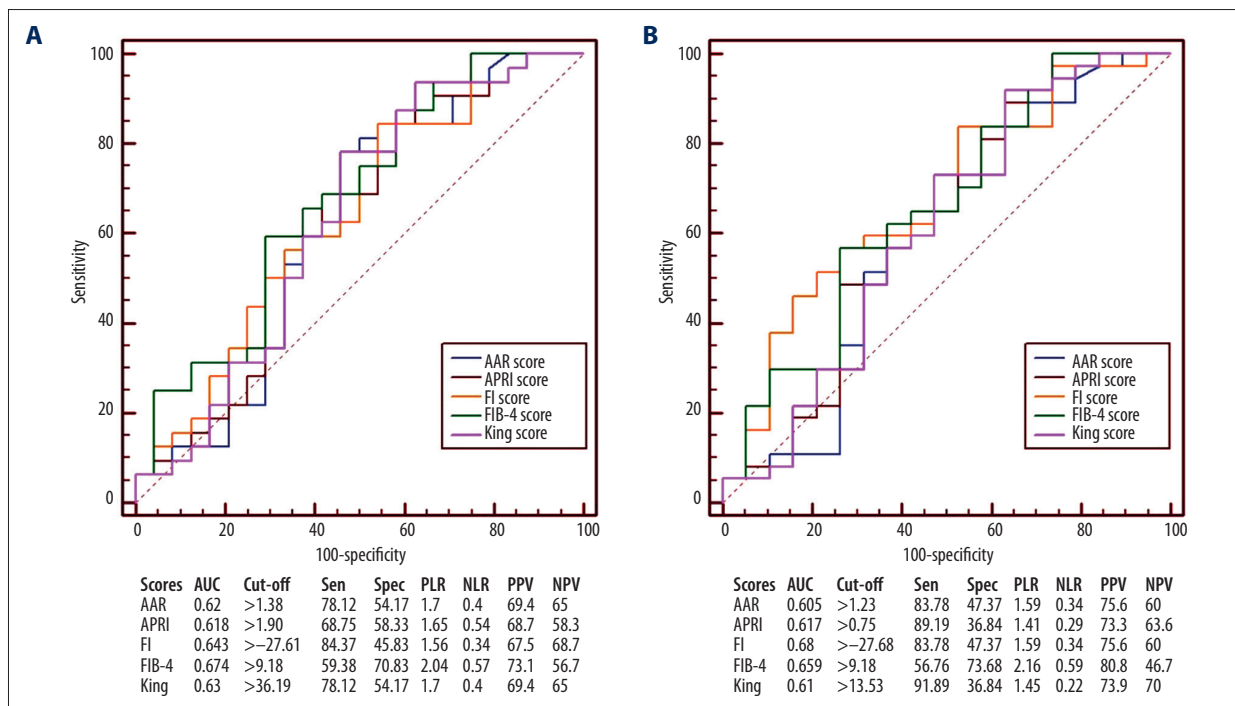 A
100
80
60
40
20
0
Sensitivity
AAR score
APRI score
FI score
FIB-4 score
King score
0 20 40 60 80 100
100-specificity
Scores AUC Cut-off Sen Spec PLR NLR PPV NPV
AAR 0.62 >1.38 78.12 54.17 1.7 0.4 69.4 65
APRI 0.618 >1.90 68.75 58.33 1.65 0.54 68.7 58.3
FI 0.643 >−27.61 84.37 45.83 1.56 0.34 67.5 68.7
FIB-4 0.674 >9.18 59.38 70.83 2.04 0.57 73.1 56.7
King 0.63 >36.19 78.12 54.17 1.7 0.4 69.4 65
B
100
80
60
40
20
0
Sensitivity
AAR score
APRI score
FI score
FIB-4 score
King score
0 20 40 60 80 100
100-specificity
Scores AUC Cut-off Sen Spec PLR NLR PPV NPV
AAR 0.605 >1.23 83.78 47.37 1.59 0.34 75.6 60
APRI 0.617 >0.75 89.19 36.84 1.41 0.29 73.3 63.6
FI 0.68 >−27.68 83.78 47.37 1.59 0.34 75.6 60
FIB-4 0.659 >9.18 56.76 73.68 2.16 0.59 80.8 46.7
King 0.61 >13.53 91.89 36.84 1.45 0.22 73.9 70